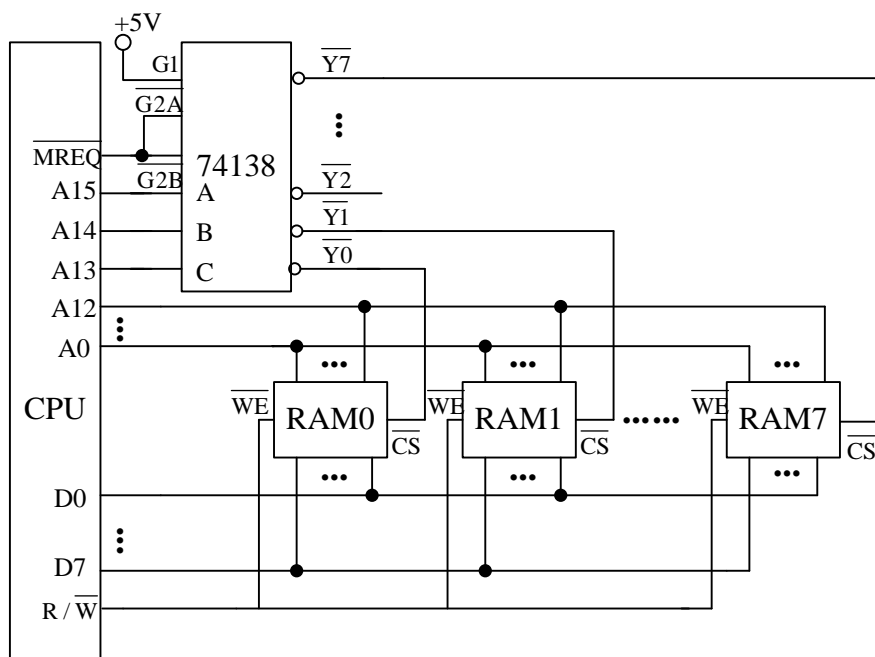 +5V
G1
Y7
G2A
MREQ
74138
G2B
Y2
A15
A
Y1
A14
B
Y0
A13
C
A12
A0
CPU
WE
RAM0
CS
WE
RAM1
CS
WE
RAM7
CS
D0
D7
R / W